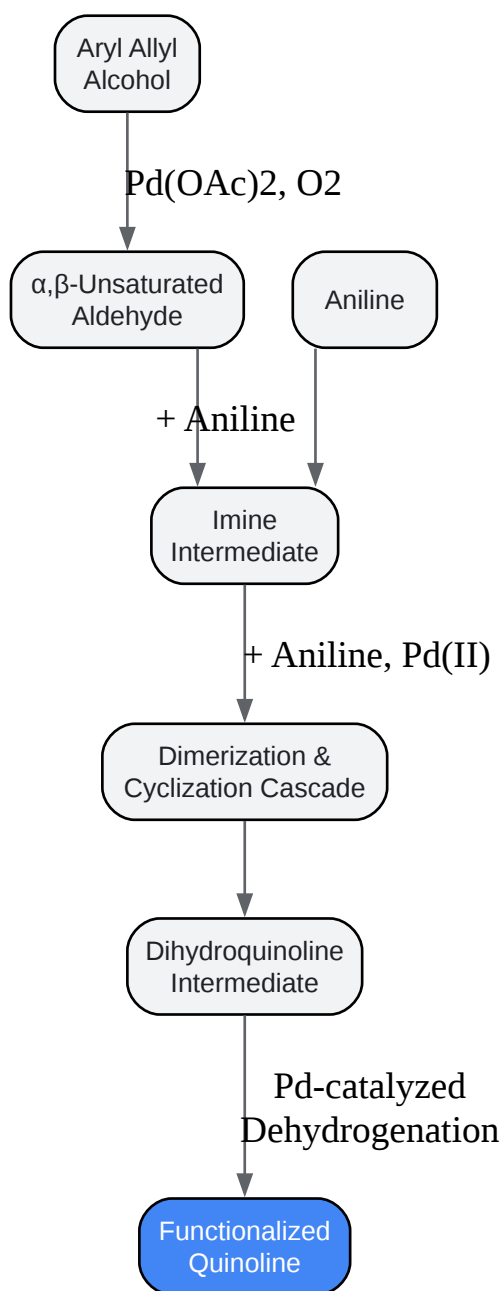 Aryl Allyl
Alcohol
Pd(OAc)2, O2
α,β-Unsaturated
Aldehyde
Aniline
+ Aniline
Imine
Intermediate
+ Aniline, Pd(II)
Dimerization &
Cyclization Cascade
Dihydroquinoline
Intermediate
Pd-catalyzed
Dehydrogenation
Functionalized
Quinoline